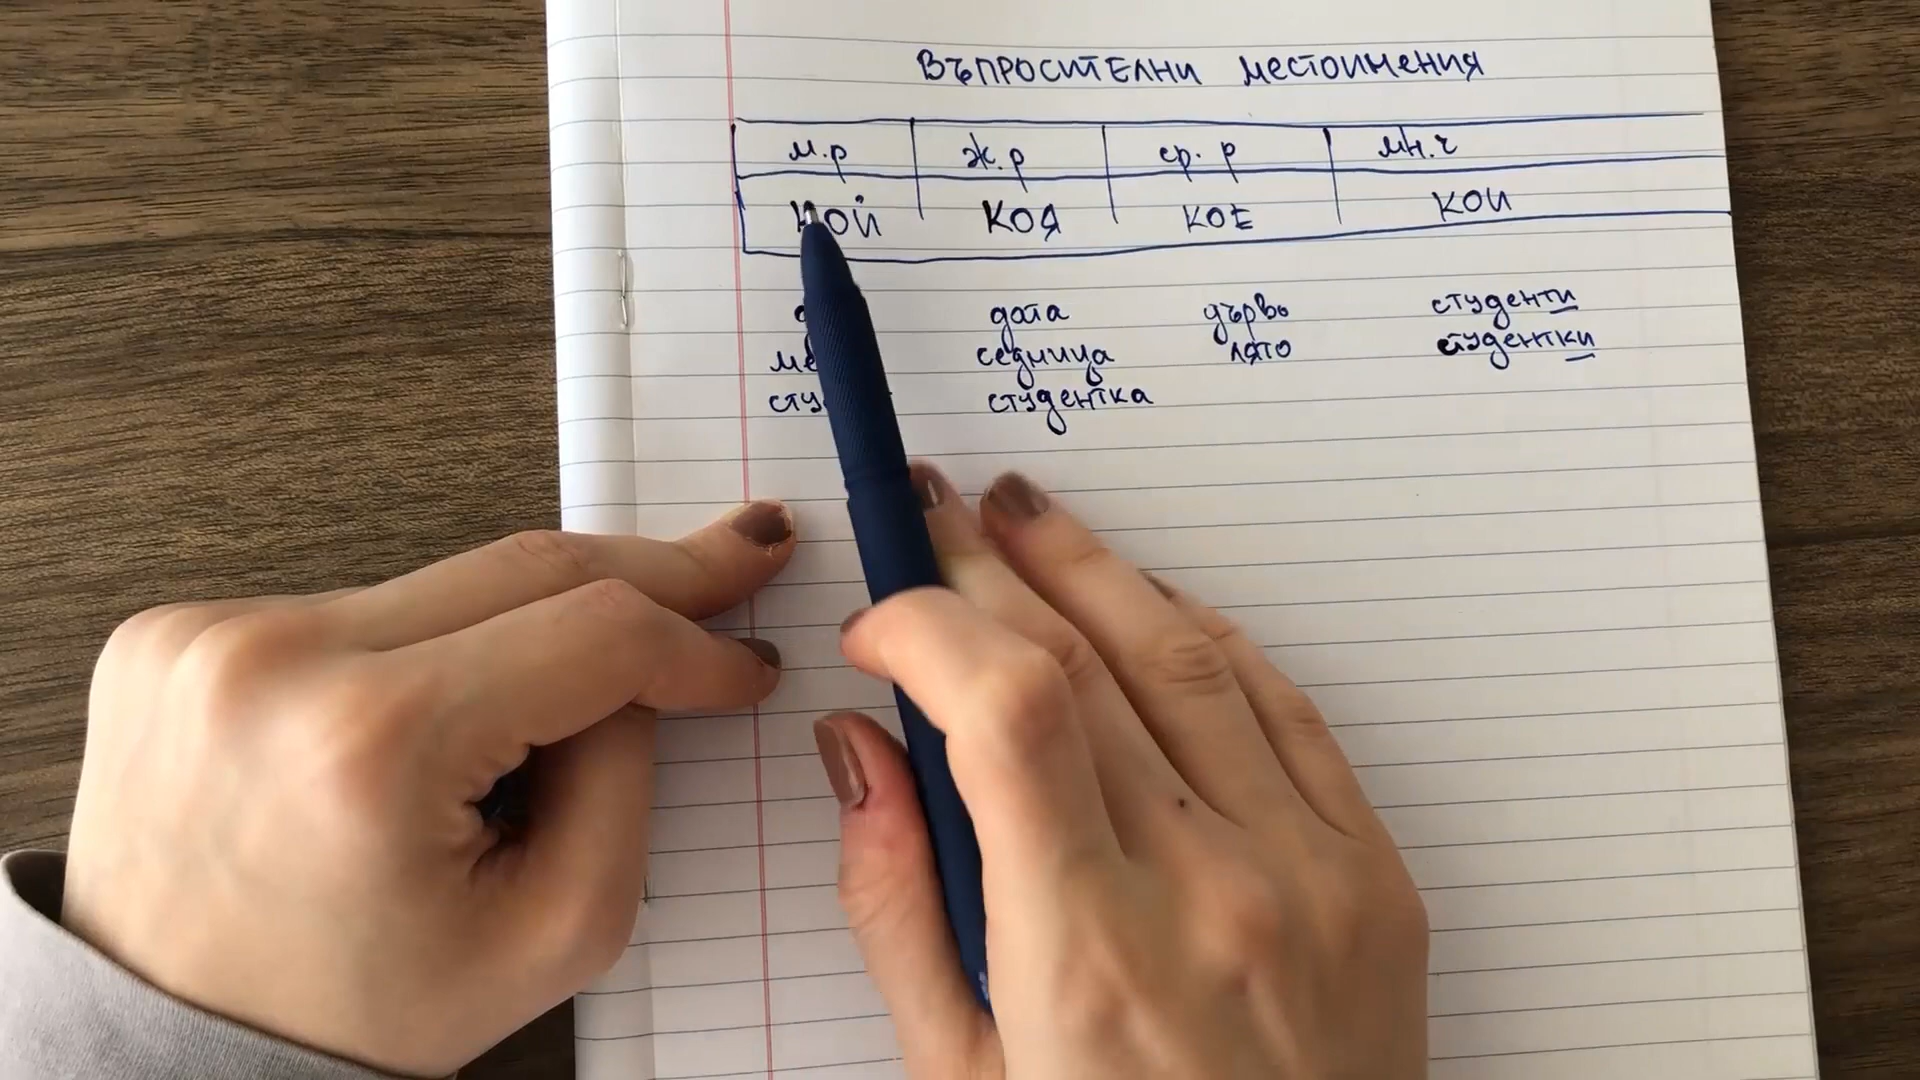 ВЪПРОСИТЕЛНИ МЕСТОИМЕНИЯ
м.р ж.р ср. р мн.ч
КОЙ КОЯ КОЕ КОИ
дата дърво студенти
седмица лято студентки
студентка